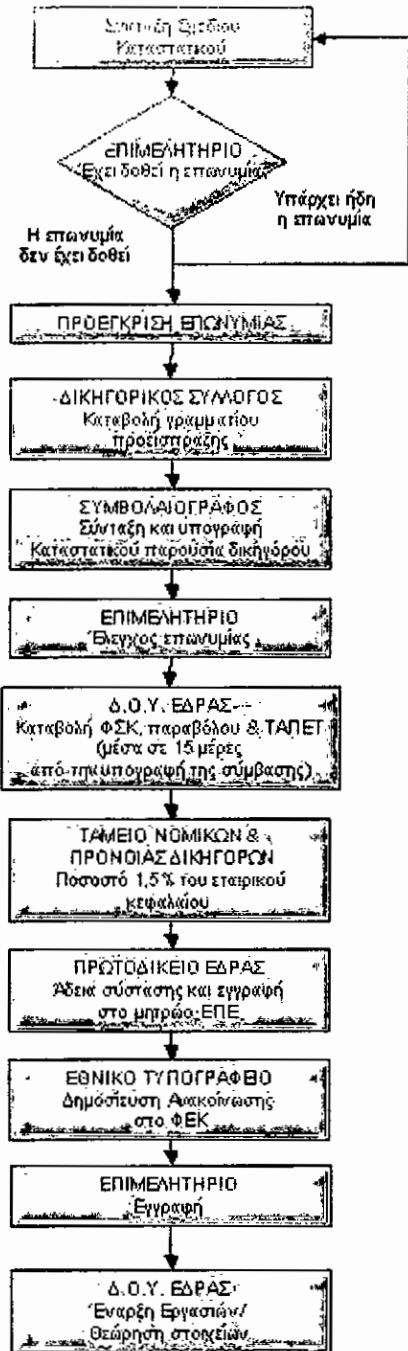 Σύνταξη Σχεδίου
Καταστατικού
ΕΠΙΜΕΛΗΤΗΡΙΟ
Έχει δοθεί η επωνυμία;
Υπάρχει ήδη
η επωνυμία
Η επωνυμία
δεν έχει δοθεί
ΠΡΟΕΓΚΡΙΣΗ ΕΠΩΝΥΜΙΑΣ
ΔΙΚΗΓΟΡΙΚΟΣ ΣΥΛΛΟΓΟΣ
Καταβολή γραμματίου
προείσπραξης
ΣΥΜΒΟΛΑΙΟΓΡΑΦΟΣ
Σύνταξη και υπογραφή
Καταστατικού παρουσία δικηγόρου
ΕΠΙΜΕΛΗΤΗΡΙΟ
Έλεγχος επωνυμίας
Δ.Ο.Υ. ΕΔΡΑΣ
Καταβολή ΦΣΚ, παραβόλου & ΤΑΠΕΤ
(μέσα σε 15 μέρες
από την υπογραφή της σύμβασης)
ΤΑΜΕΙΟ ΝΟΜΙΚΩΝ &
ΠΡΟΝΟΙΑΣ ΔΙΚΗΓΟΡΩΝ
Ποσοστό 1,5% του εταιρικού
κεφαλαίου
ΠΡΩΤΟΔΙΚΕΙΟ ΕΔΡΑΣ
Άδεια σύστασης και εγγραφή
στο μητρώο ΕΠΕ
ΕΘΝΙΚΟ ΤΥΠΟΓΡΑΦΕΙΟ
Δημόσιευση Ανακοίνωσης
στο ΦΕΚ
ΕΠΙΜΕΛΗΤΗΡΙΟ
Εγγραφή
Δ.Ο.Υ. ΕΔΡΑΣ
Έναρξη Εργασιών/
Θεώρηση στοιχείων